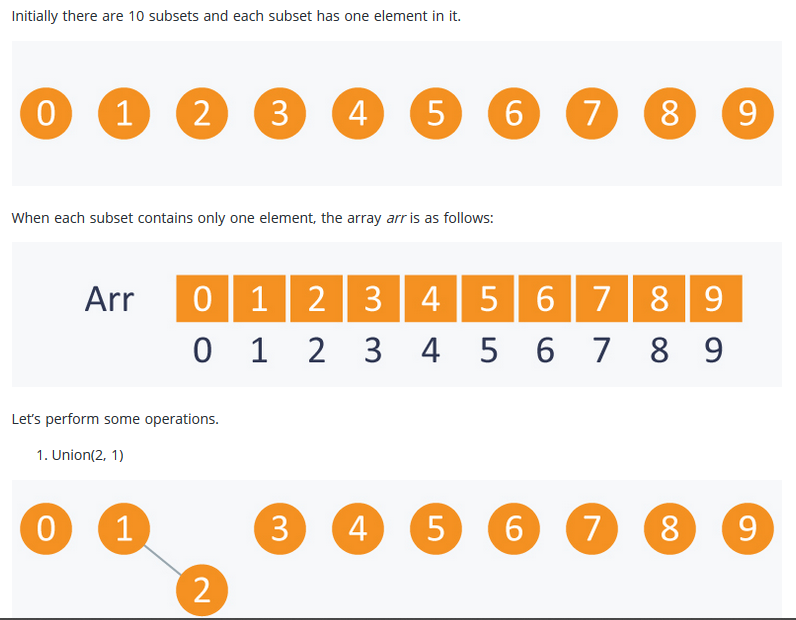 Initially there are 10 subsets and each subset has one element in it.
0 1 2 3 4 5 6 7 8 9
When each subset contains only one element, the array arr is as follows:
Arr 0 1 2 3 4 5 6 7 8 9
0 1 2 3 4 5 6 7 8 9
Let's perform some operations.
1. Union(2, 1)
0 1 3 4 5 6 7 8 9
2